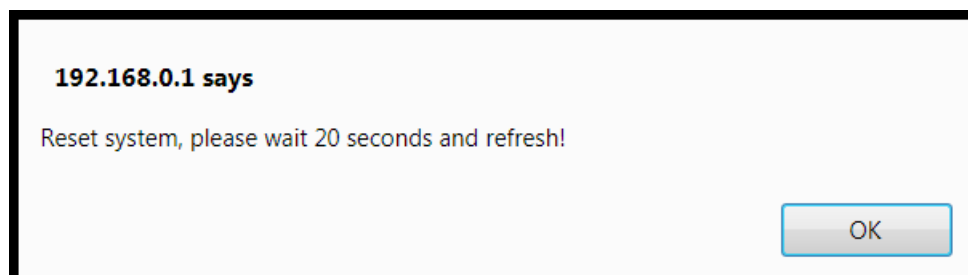 192.168.0.1 says
Reset system, please wait 20 seconds and refresh!
OK